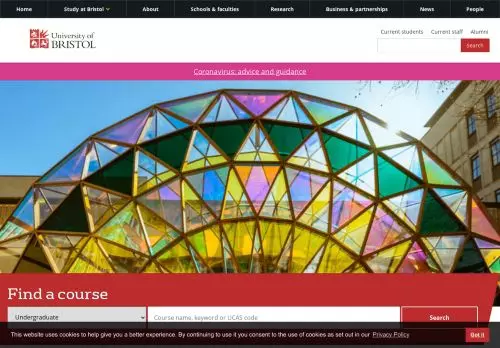 Home Study at Bristol About Schools & faculties Research Business & partnerships News People
University of BRISTOL
Current students Current staff Alumni
Search
Coronavirus: advice and guidance
Find a course
Undergraduate Course name, keyword or UCAS code Search
This website uses cookies to help give you a better experience. By continuing to use it you consent to the use of cookies as set out in our Privacy Policy Got it